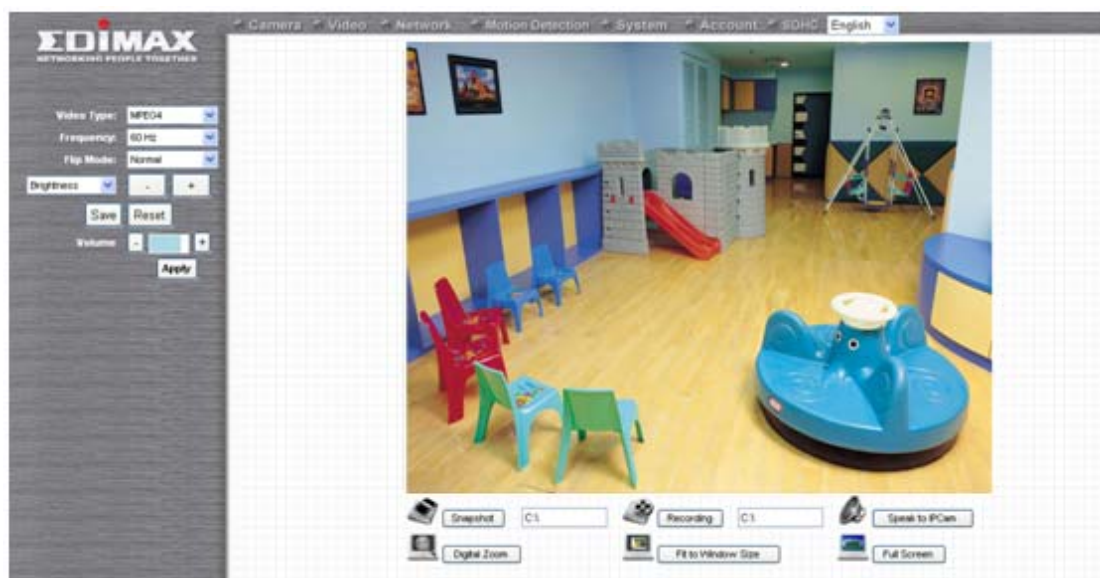 EDIMAX
NETWORKING PEOPLE TOGETHER
Camera Video Network Motion Detection System Account SDHC English
Video Type: MPEG4
Frequency: 60 Hz
Flip Mode: Normal
Brightness - +
Save Reset
Volume - +
Apply
Snapshot C:\ Recording C:\ Speak to IPCam
Digital Zoom Fit to Window Size Full Screen